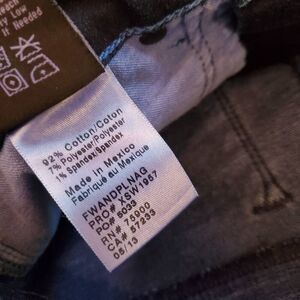 92% Cotton/Coton
7% Polyester/Polyester
1% Spandex/Spandex
Made in Mexico
Fabriqué au Mexique
FWANDPLNAG
PRO# XSW1957
PO# 5033
RN# 75900
CA# 57233
05/13